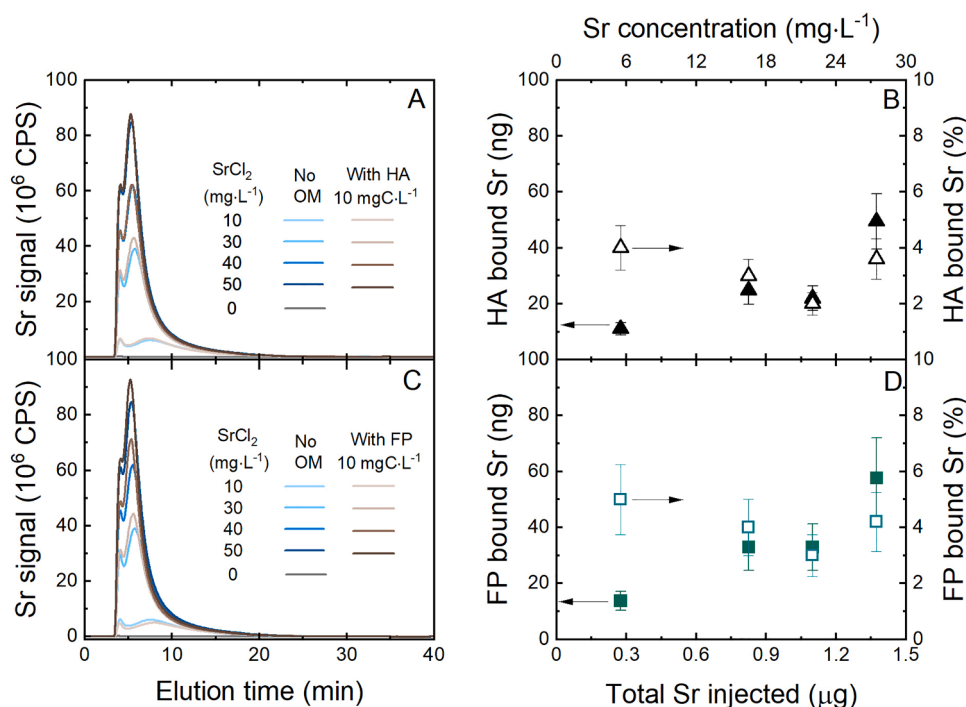 Sr concentration (mg·L-1)
0 6 12 18 24 30
A
Sr signal (10⁶ CPS)
100
80
60
40
20
SrCl₂ (mg·L⁻¹)
No OM
With HA 10 mgC·L⁻¹
10
30
40
50
0
B
HA bound Sr (ng)
100
80
60
40
20
100
HA bound Sr (%)
10
8
6
4
2
10
C
Sr signal (10⁶ CPS)
100
80
60
40
20
0
SrCl₂ (mg·L⁻¹)
No OM
With FP 10 mgC·L⁻¹
10
30
40
50
0
0 10 20 30 40
Elution time (min)
D
FP bound Sr (ng)
80
60
40
20
0
FP bound Sr (%)
8
6
4
2
0
0.0 0.3 0.6 0.9 1.2 1.5
Total Sr injected (μg)